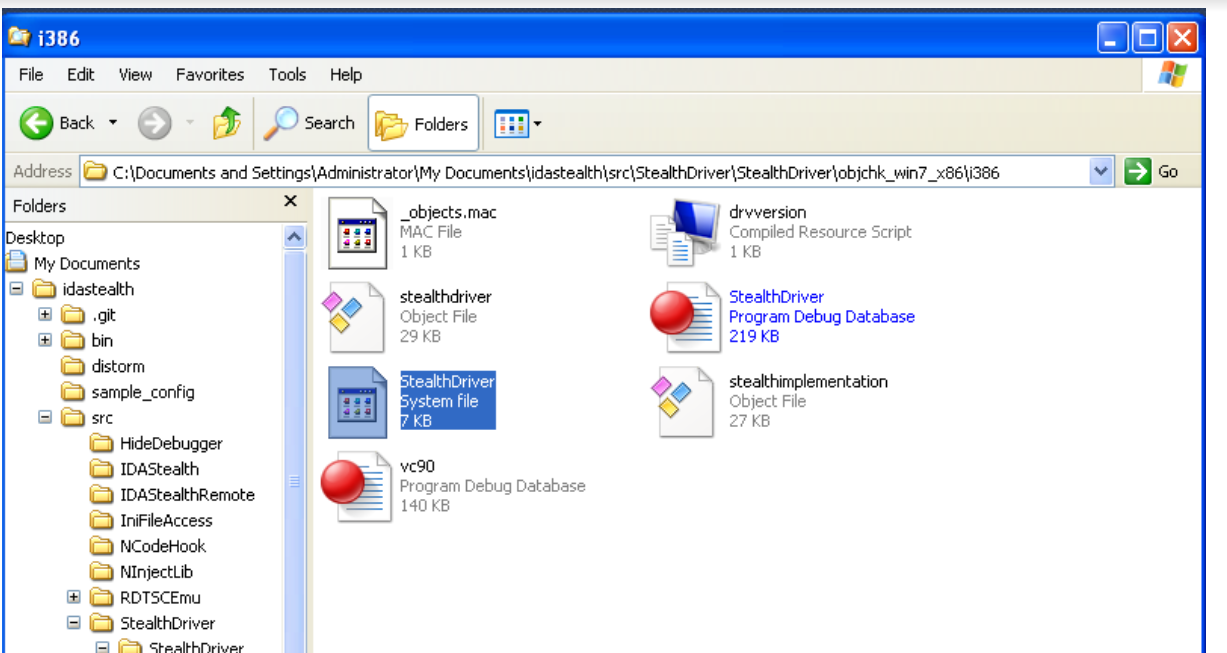 i386
File Edit View Favorites Tools Help
Back Search Folders
Address C:\Documents and Settings\Administrator\My Documents\idastealth\src\StealthDriver\StealthDriver\objchk_win7_x86\i386 Go
Folders
Desktop
My Documents
idastealth
.git
bin
distorm
sample_config
src
HideDebugger
IDAStealth
IDAStealthRemote
IniFileAccess
NCodeHook
NInjectLib
RDTSCEmu
StealthDriver
StealthDriver
_objects.mac
MAC File
1 KB
drvversion
Compiled Resource Script
1 KB
stealthdriver
Object File
29 KB
StealthDriver
Program Debug Database
219 KB
StealthDriver
System file
7 KB
stealthimplementation
Object File
27 KB
vc90
Program Debug Database
140 KB